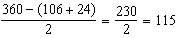 (360 − (106 + 24))/2 = 230/2 = 115